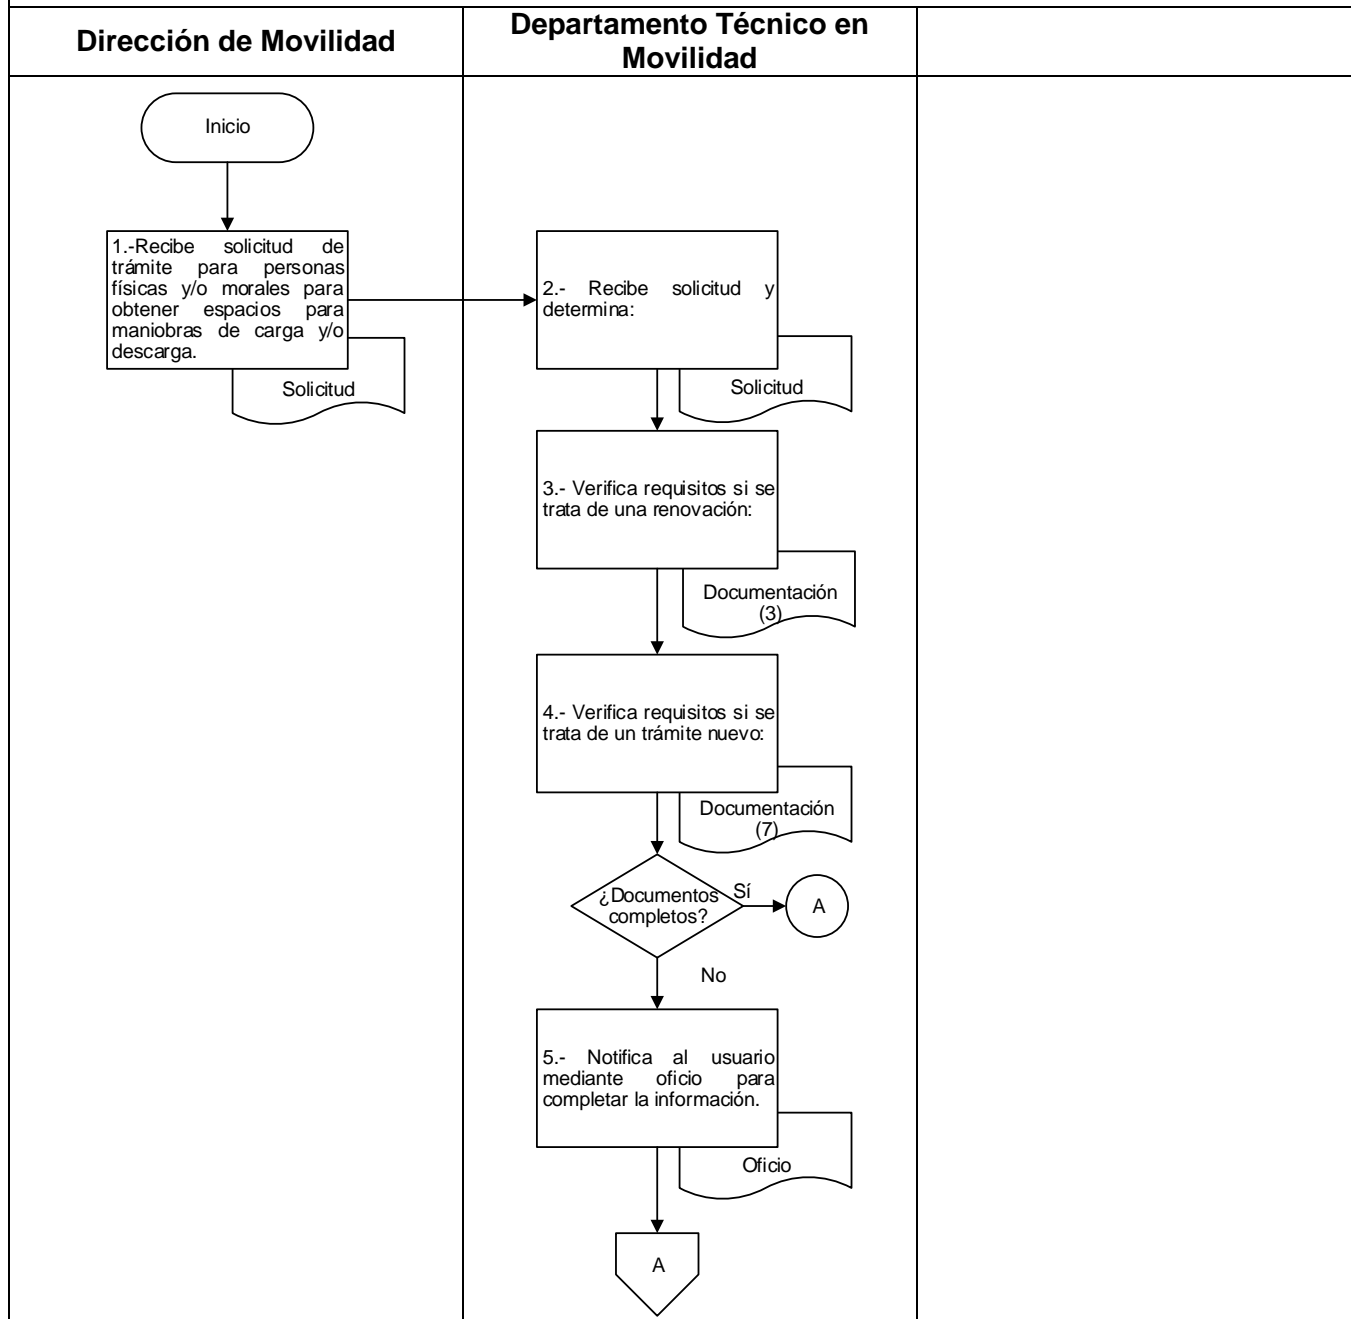 Dirección de Movilidad
Departamento Técnico en
Movilidad
Inicio
1.-Recibe solicitud de
trámite para personas
físicas y/o morales para
obtener espacios para
maniobras de carga y/o
descarga.
Solicitud
2.- Recibe solicitud y
determina:
Solicitud
3.- Verifica requisitos si se
trata de una renovación:
Documentación
(3)
4.- Verifica requisitos si se
trata de un trámite nuevo:
Documentación
(7)
¿Documentos
completos?
Sí
A
No
5.- Notifica al usuario
mediante oficio para
completar la información.
Oficio
A